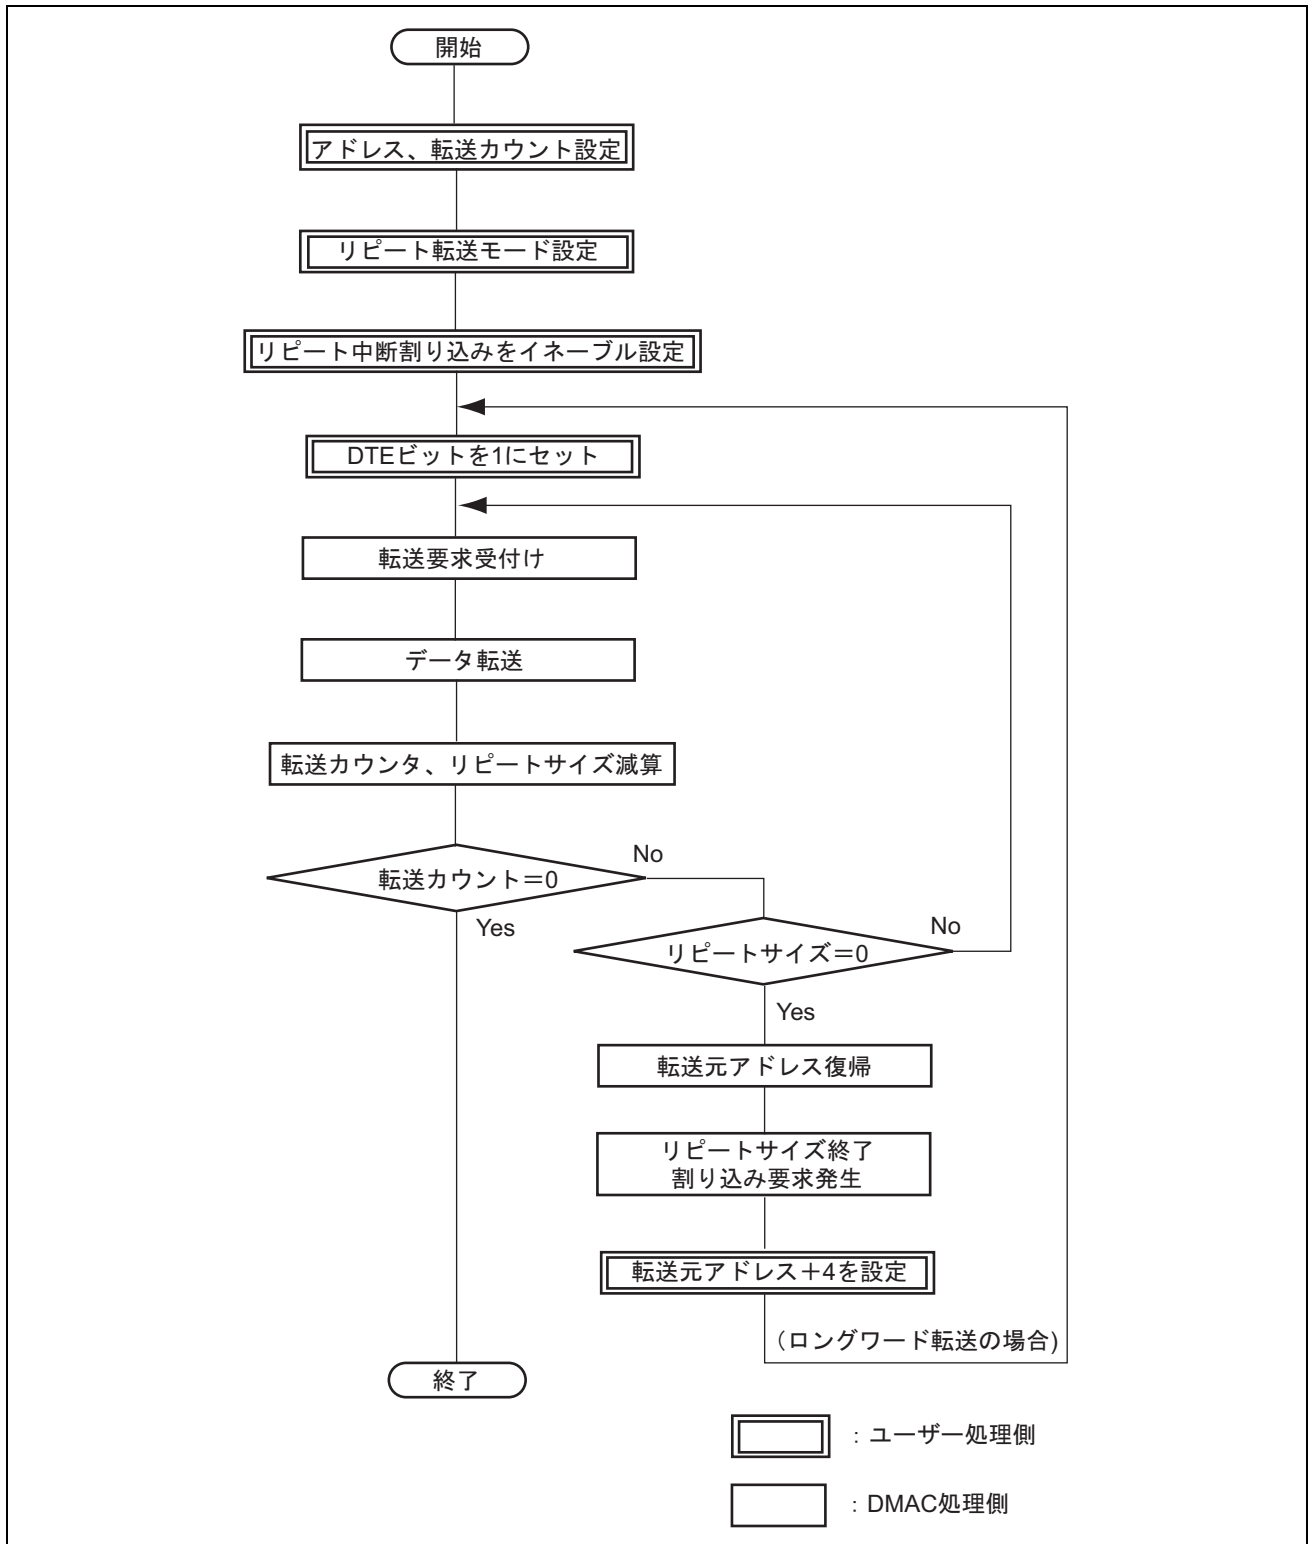 開始
アドレス、転送カウント設定
リピート転送モード設定
リピート中断割り込みをイネーブル設定
DTEビットを1にセット
転送要求受付け
データ転送
転送カウンタ、リピートサイズ減算
転送カウント＝0
No
Yes
リピートサイズ＝0
No
Yes
転送元アドレス復帰
リピートサイズ終了
割り込み要求発生
転送元アドレス＋4を設定
（ロングワード転送の場合)
終了
：ユーザー処理側
：DMAC処理側